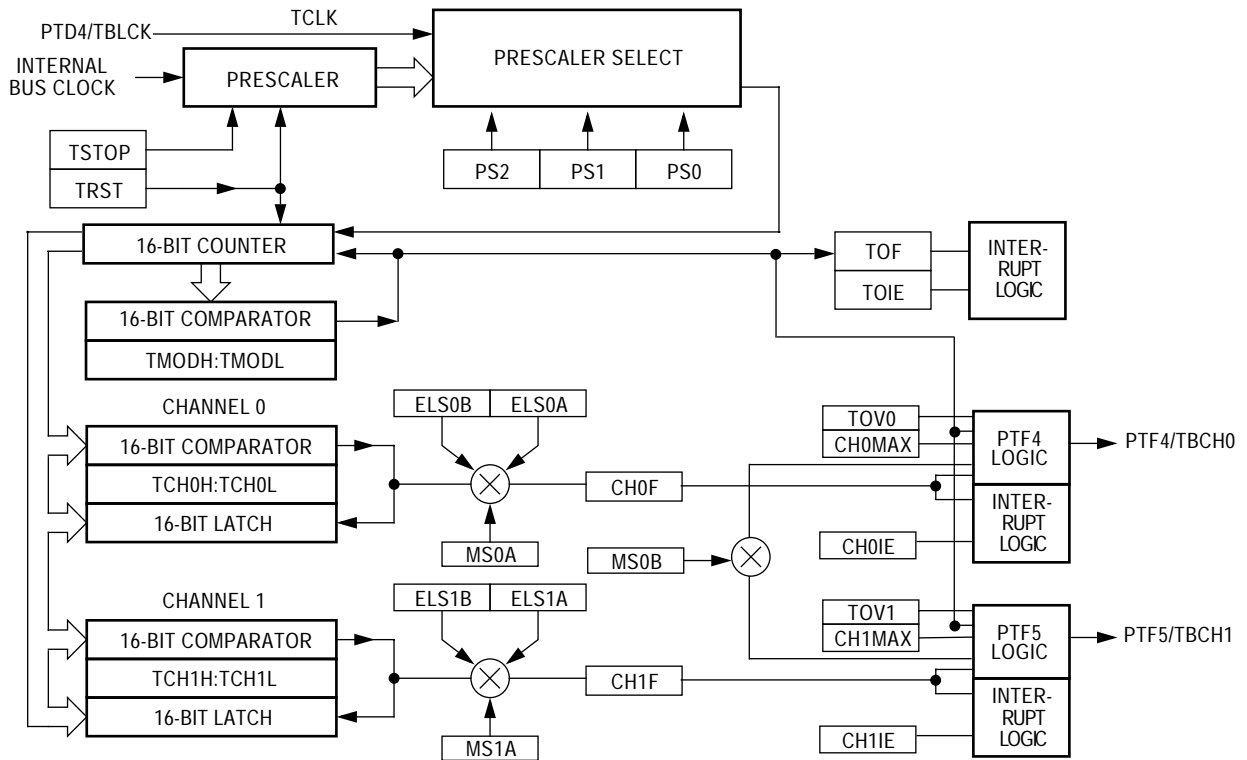 TCLK
PTD4/TBLCK
PRESCALER SELECT
INTERNAL
BUS CLOCK
PRESCALER
TSTOP
TRST
PS2
PS1
PS0
16-BIT COUNTER
TOF
TOIE
INTER-
RUPT
LOGIC
16-BIT COMPARATOR
TMODH:TMODL
CHANNEL 0
ELS0B
ELS0A
16-BIT COMPARATOR
TCH0H:TCH0L
16-BIT LATCH
MS0A
CH0F
TOV0
CH0MAX
PTF4
LOGIC
PTF4/TBCH0
INTER-
RUPT
LOGIC
CH0IE
MS0B
CHANNEL 1
ELS1B
ELS1A
16-BIT COMPARATOR
TCH1H:TCH1L
16-BIT LATCH
MS1A
CH1F
TOV1
CH1MAX
PTF5
LOGIC
PTF5/TBCH1
INTER-
RUPT
LOGIC
CH1IE